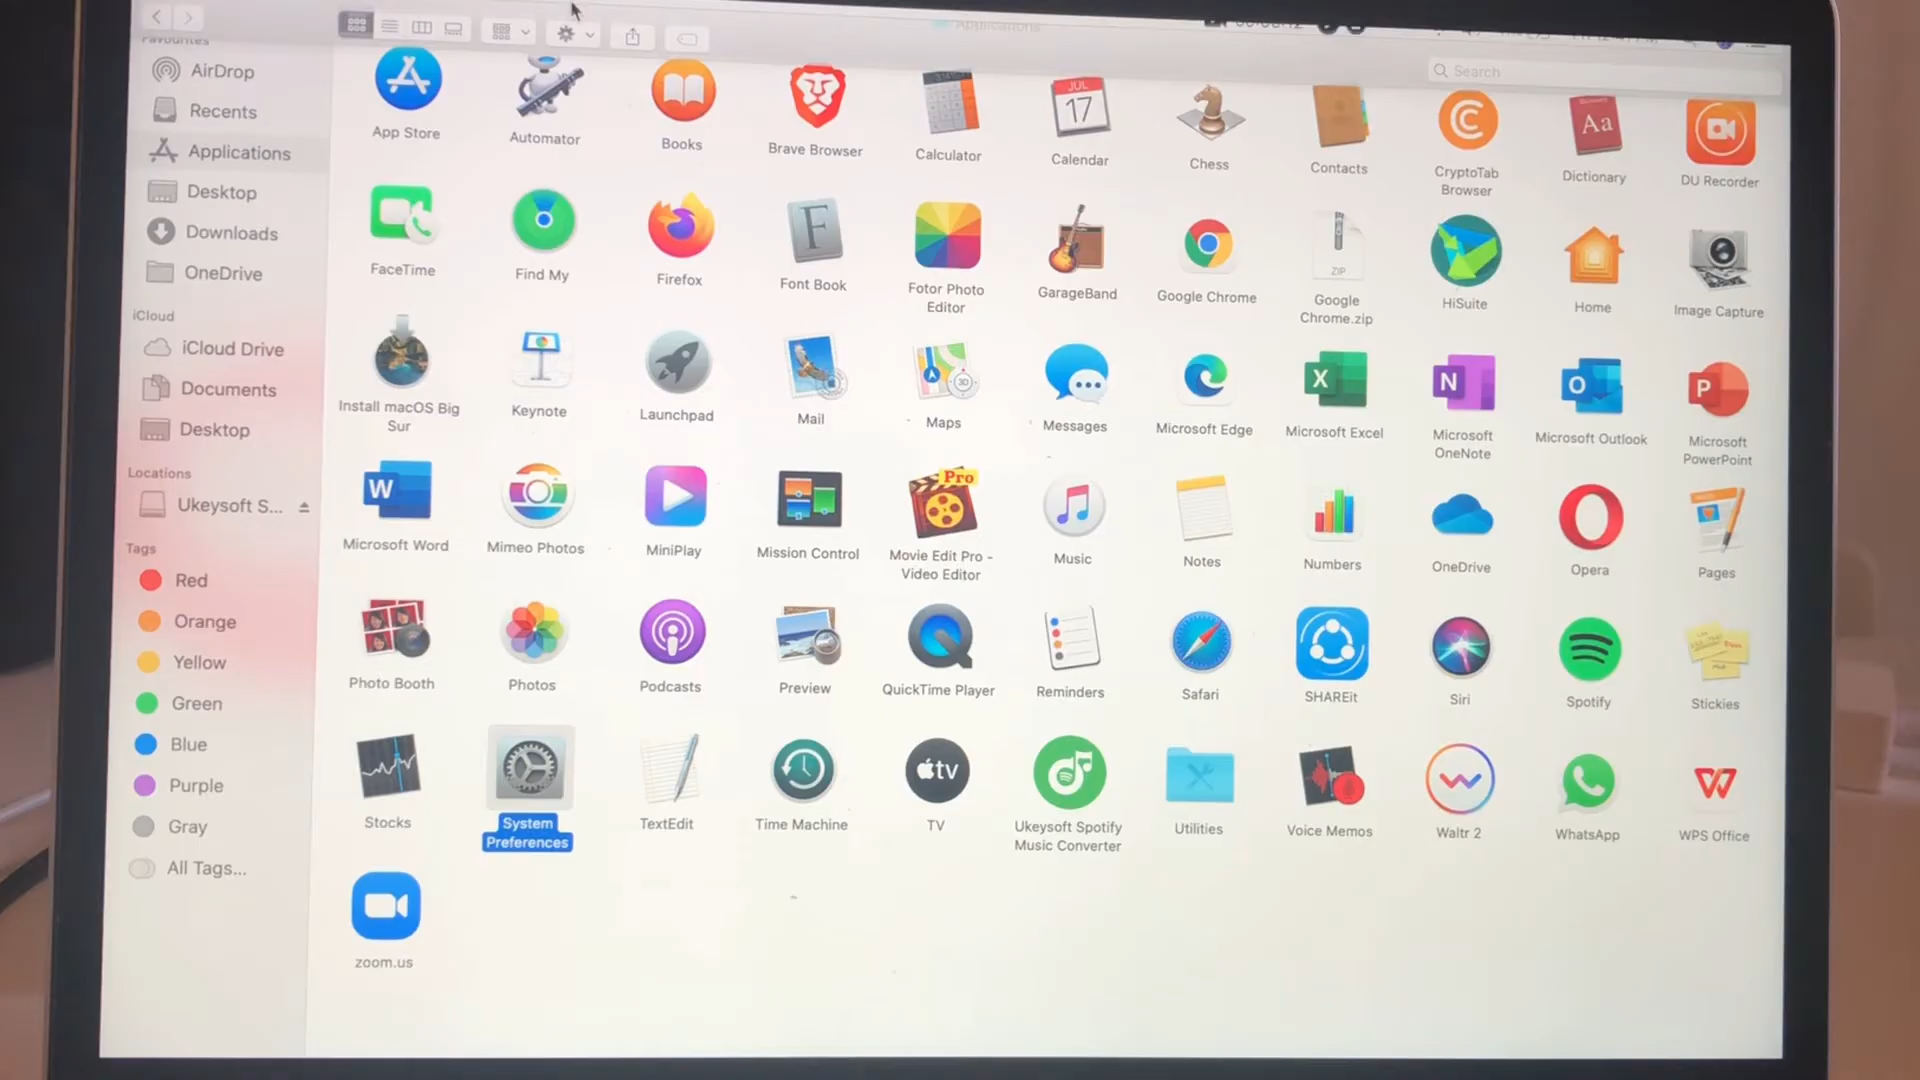 Applications
Search
Favourites
AirDrop
Recents
Applications
Desktop
Downloads
OneDrive
iCloud
iCloud Drive
Documents
Desktop
Locations
Ukeysoft S...
Tags
Red
Orange
Yellow
Green
Blue
Purple
Gray
All Tags...
App Store
Automator
Books
Brave Browser
Calculator
JUL
17
Calendar
Chess
Contacts
CryptoTab
Browser
Aa
Dictionary
DU Recorder
FaceTime
Find My
Firefox
F
Font Book
Fotor Photo
Editor
GarageBand
Google Chrome
ZIP
Google
Chrome.zip
HiSuite
Home
Image Capture
Install macOS Big
Sur
Keynote
Launchpad
Mail
Maps
Messages
Microsoft Edge
X
Microsoft Excel
N
Microsoft
OneNote
O
Microsoft Outlook
P
Microsoft
PowerPoint
W
Microsoft Word
Mimeo Photos
MiniPlay
Mission Control
Pro
Movie Edit Pro -
Video Editor
Music
Notes
Numbers
OneDrive
Opera
Pages
Photo Booth
Photos
Podcasts
Preview
QuickTime Player
Reminders
Safari
SHAREit
Siri
Spotify
Stickies
Stocks
System
Preferences
TextEdit
Time Machine
tv
TV
Ukeysoft Spotify
Music Converter
Utilities
Voice Memos
Waltr 2
WhatsApp
WPS Office
zoom.us